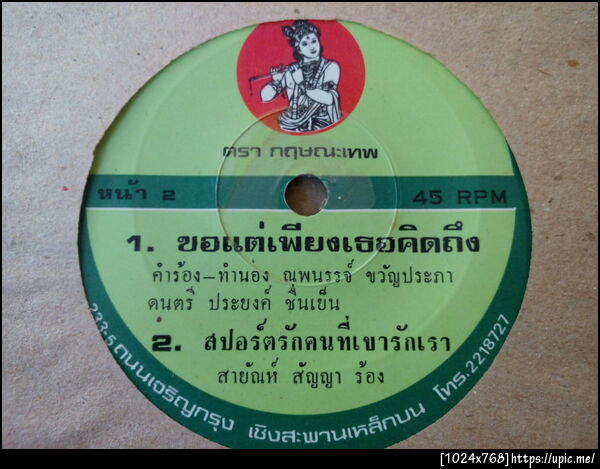 ตรา กฤษณะเทพ
หน้า 2
45 RPM
1. ขอแต่เพียงเธอคิดถึง
คำร้อง-ทำนอง ณพนรรจ์ ขวัญประภา
ดนตรี ประยงค์ ชื่นเย็น
2. สปอร์ตรักคนที่เขารักเรา
สายัณห์ สัญญา ร้อง
233-5 ถนนเจริญกรุง เชิงสะพานเหล็กบน โทร. 2218727
[1024x768]https://upic.me/